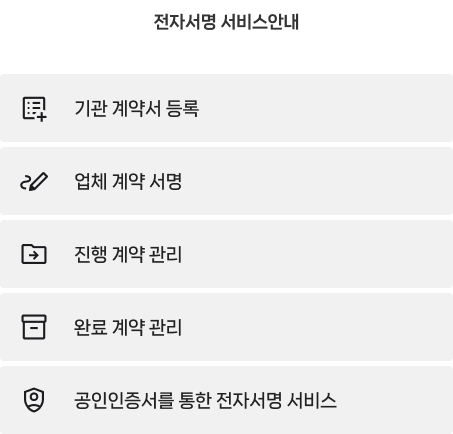 전자서명 서비스안내
기관 계약서 등록
업체 계약 서명
진행 계약 관리
완료 계약 관리
공인인증서를 통한 전자서명 서비스